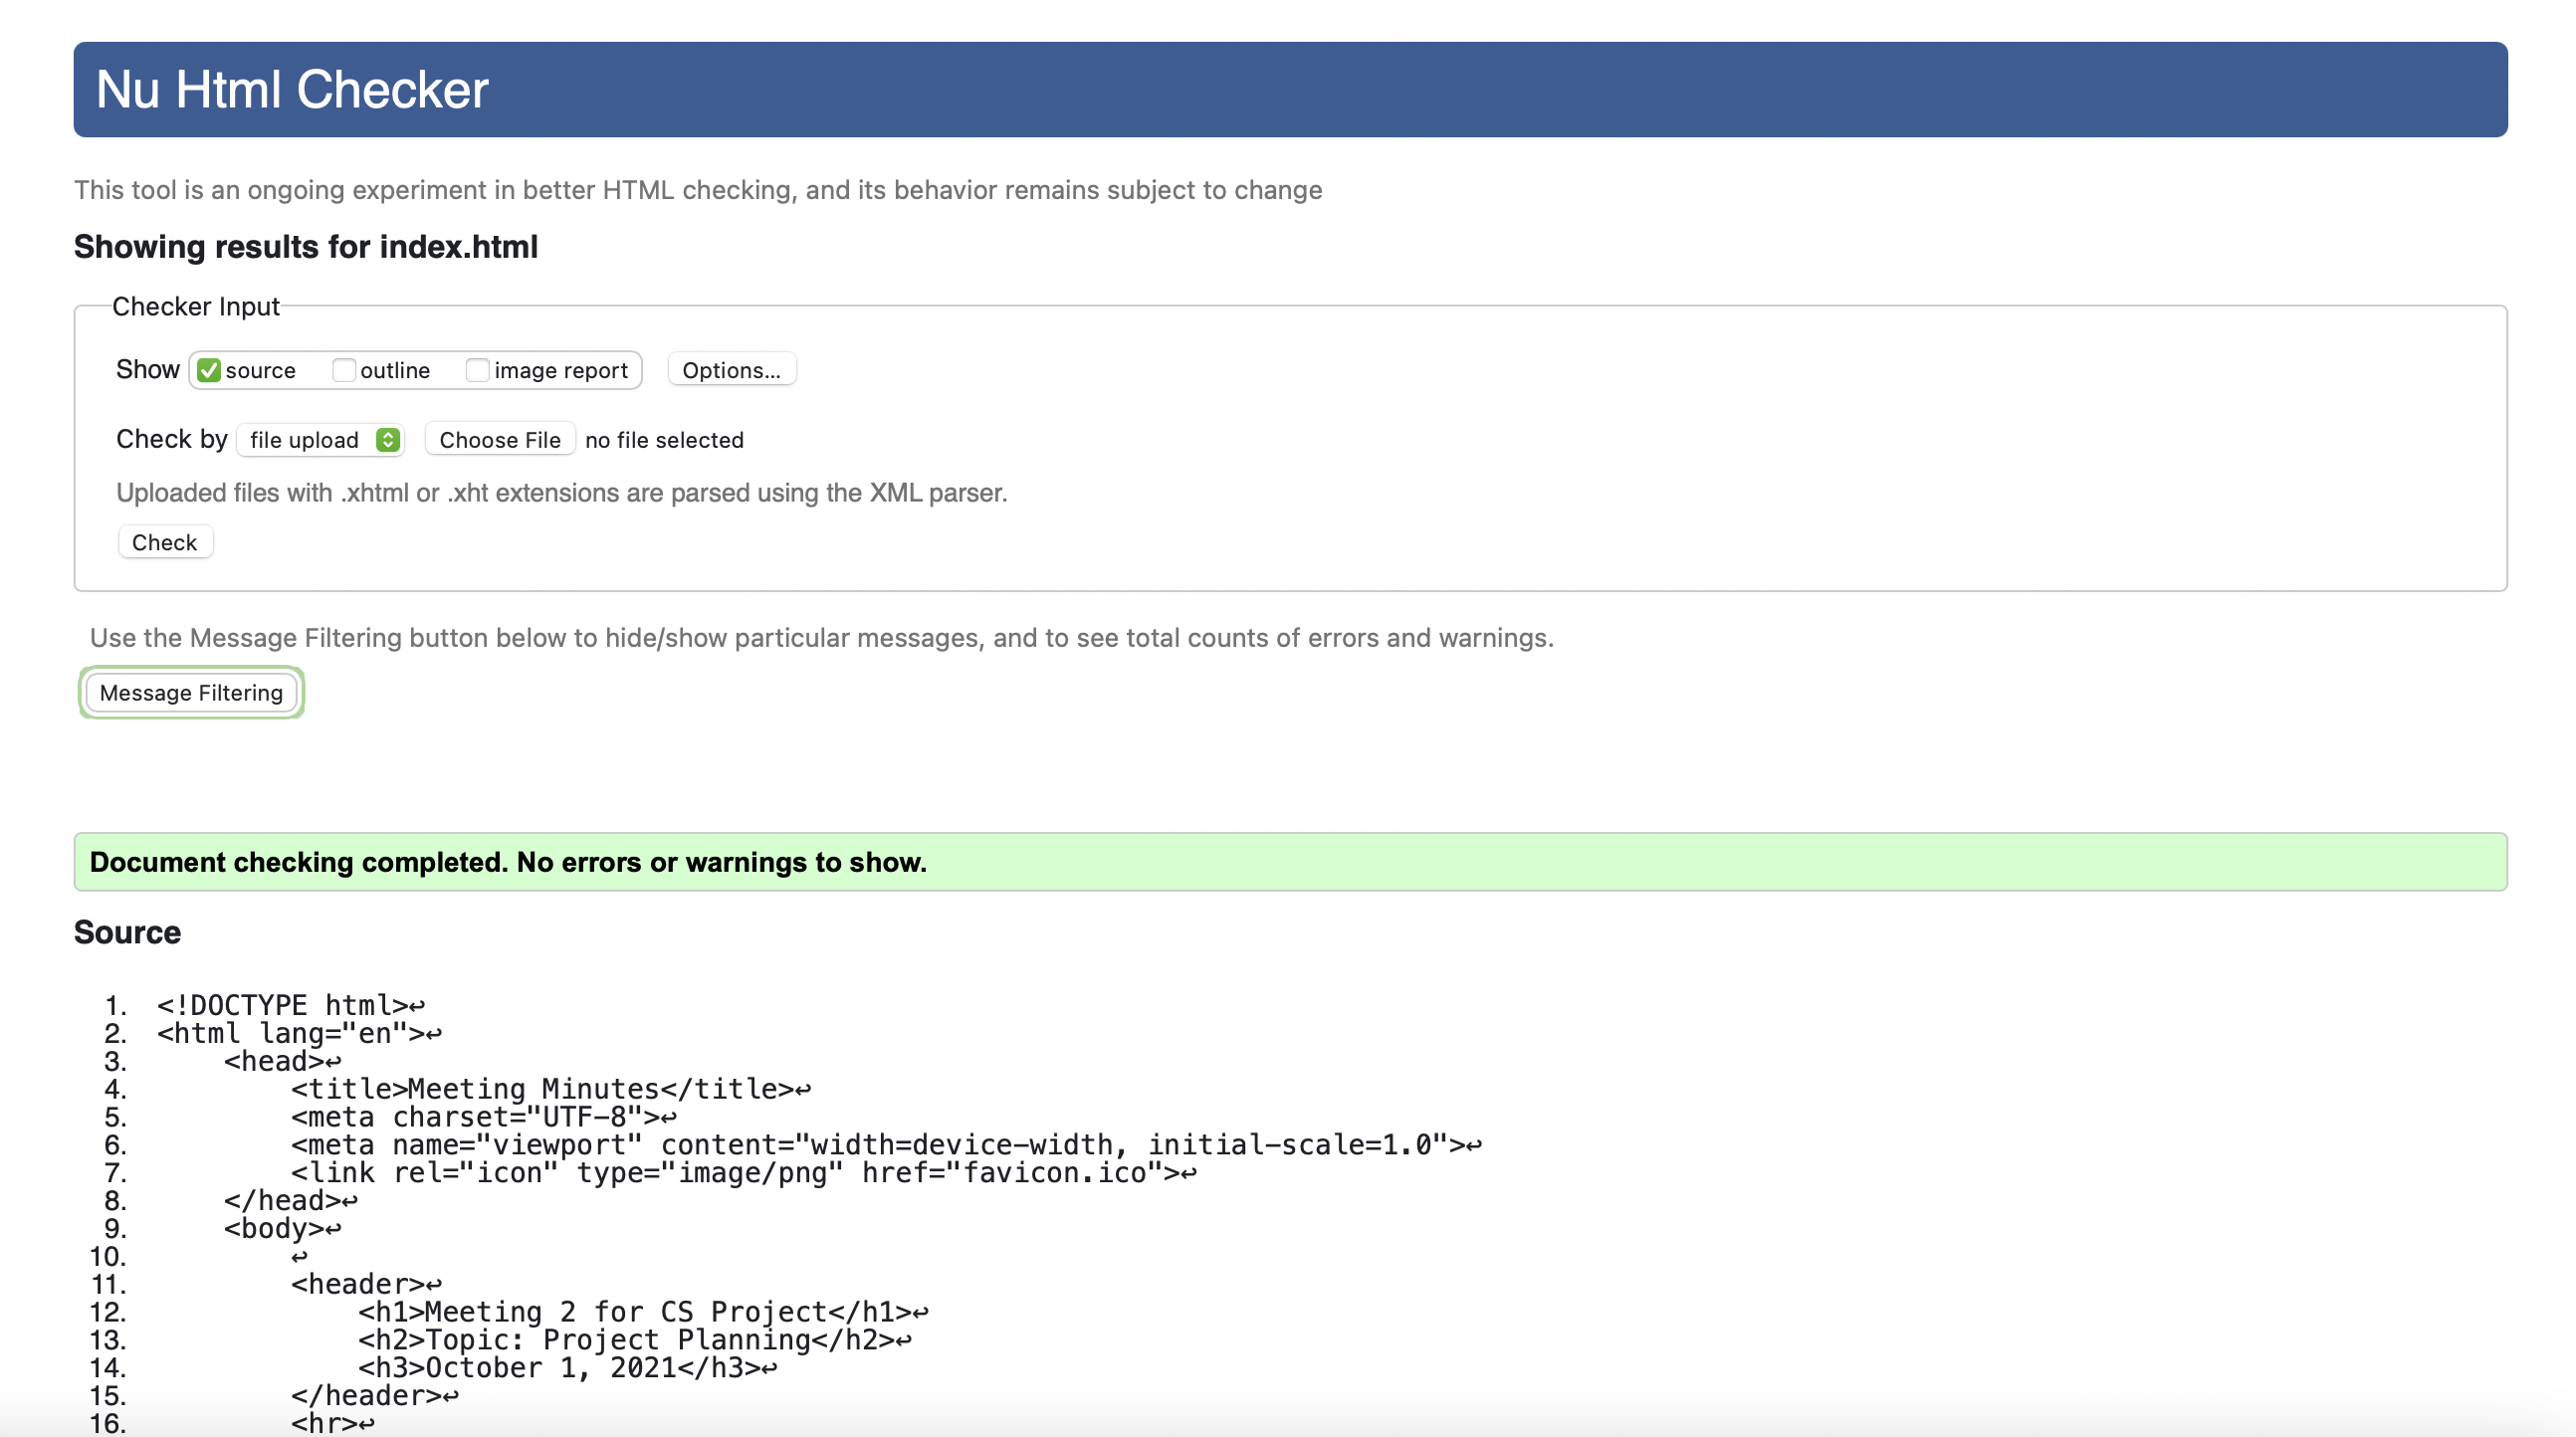 Nu Html Checker
This tool is an ongoing experiment in better HTML checking, and its behavior remains subject to change
Showing results for index.html
Checker Input
Show source outline image report Options...
Check by file upload Choose File no file selected
Uploaded files with .xhtml or .xht extensions are parsed using the XML parser.
Check
Use the Message Filtering button below to hide/show particular messages, and to see total counts of errors and warnings.
Message Filtering
Document checking completed. No errors or warnings to show.
Source
1. <!DOCTYPE html>↩
2. <html lang="en">↩
3. <head>↩
4. <title>Meeting Minutes</title>↩
5. <meta charset="UTF-8">↩
6. <meta name="viewport" content="width=device-width, initial-scale=1.0">↩
7. <link rel="icon" type="image/png" href="favicon.ico">↩
8. </head>↩
9. <body>↩
10. ↩
11. <header>↩
12. <h1>Meeting 2 for CS Project</h1>↩
13. <h2>Topic: Project Planning</h2>↩
14. <h3>October 1, 2021</h3>↩
15. </header>↩
16. <hr>↩